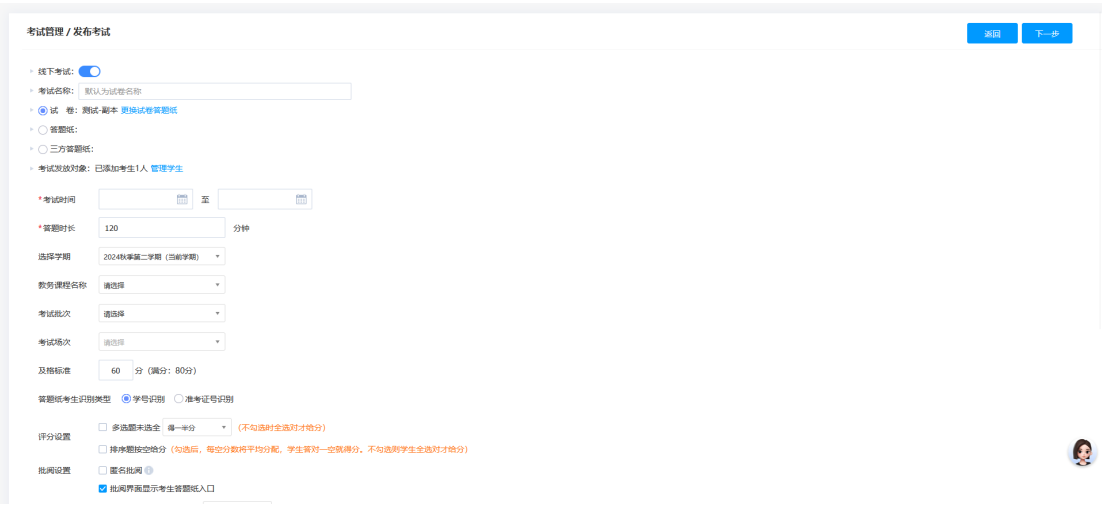 考试管理 / 发布考试
返回 下一步
线下考试：
考试名称： 默认为试卷名称
试 卷：测试-副本 更换试卷答题纸
答题纸：
三方答题纸：
考试发放对象：已添加考生1人 管理学生
*考试时间 至
*答题时长 120 分钟
选择学期 2024秋季第二学期（当前学期）
教务课程名称 请选择
考试批次 请选择
考试场次 请选择
及格标准 60 分（满分：80分）
答题纸考生识别类型 学号识别 准考证号识别
评分设置 多选题未选全 得一半分 （不勾选时全选对才给分）
排序题按空给分（勾选后，每空分数将平均分配，学生答对一空就得分。不勾选则学生全选对才给分）
批阅设置 匿名批阅
批阅界面显示考生答题纸入口